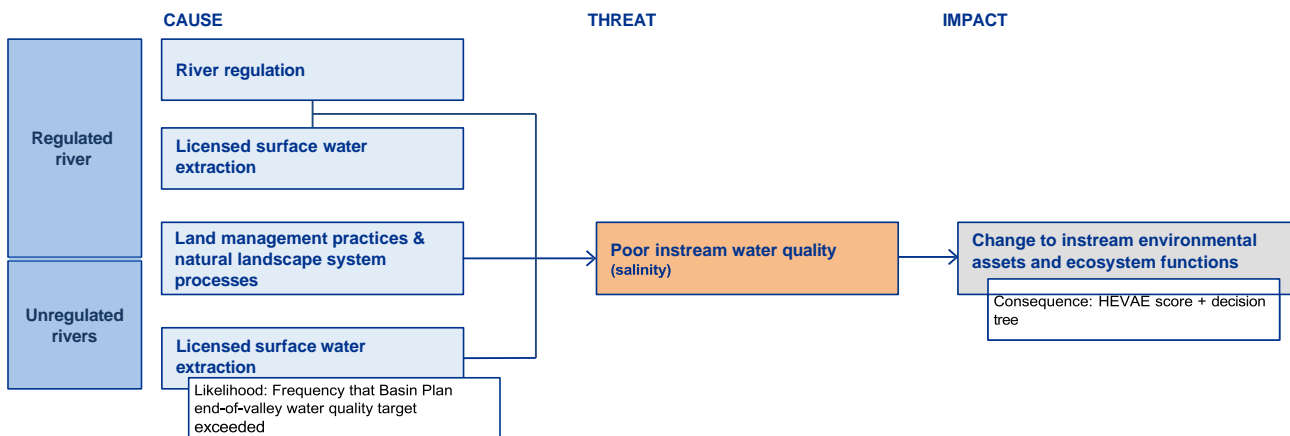 CAUSE
THREAT
IMPACT
Regulated
river
Unregulated
rivers
River regulation
Licensed surface water
extraction
Land management practices &
natural landscape system
processes
Licensed surface water
extraction
Likelihood: Frequency that Basin Plan
end-of-valley water quality target
exceeded
Poor instream water quality
(salinity)
Change to instream environmental
assets and ecosystem functions
Consequence: HEVAE score + decision
tree